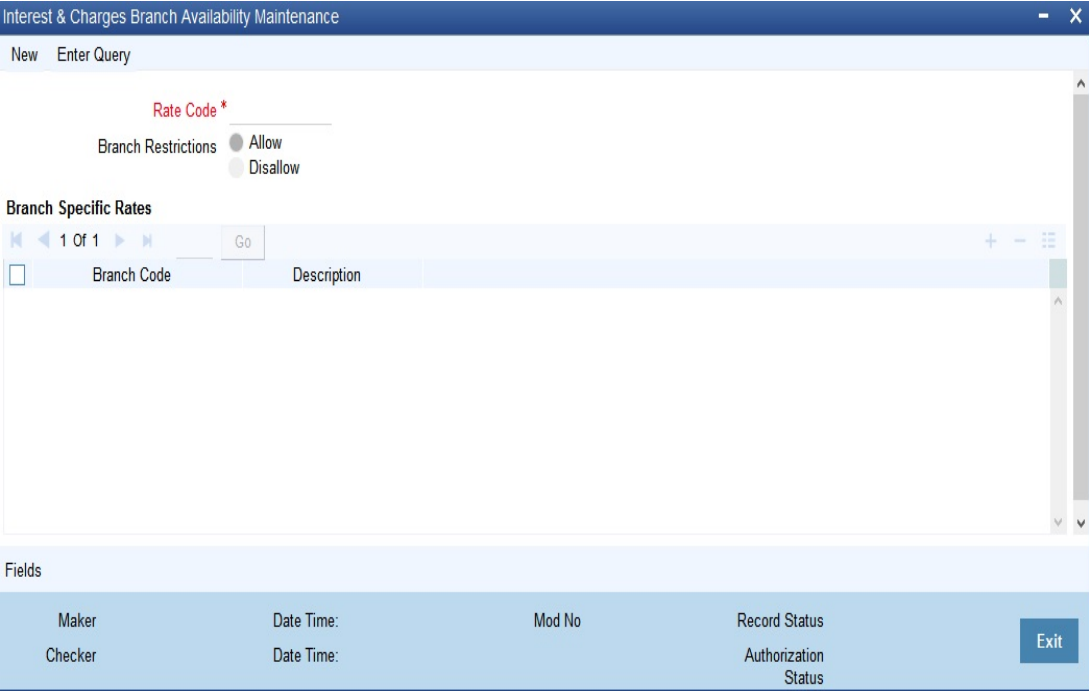 Interest & Charges Branch Availability Maintenance
New Enter Query
Rate Code *
Branch Restrictions Allow
Disallow
Branch Specific Rates
1 Of 1 Go
Branch Code Description
Fields
Maker Date Time: Mod No Record Status
Checker Date Time: Authorization Status
Exit